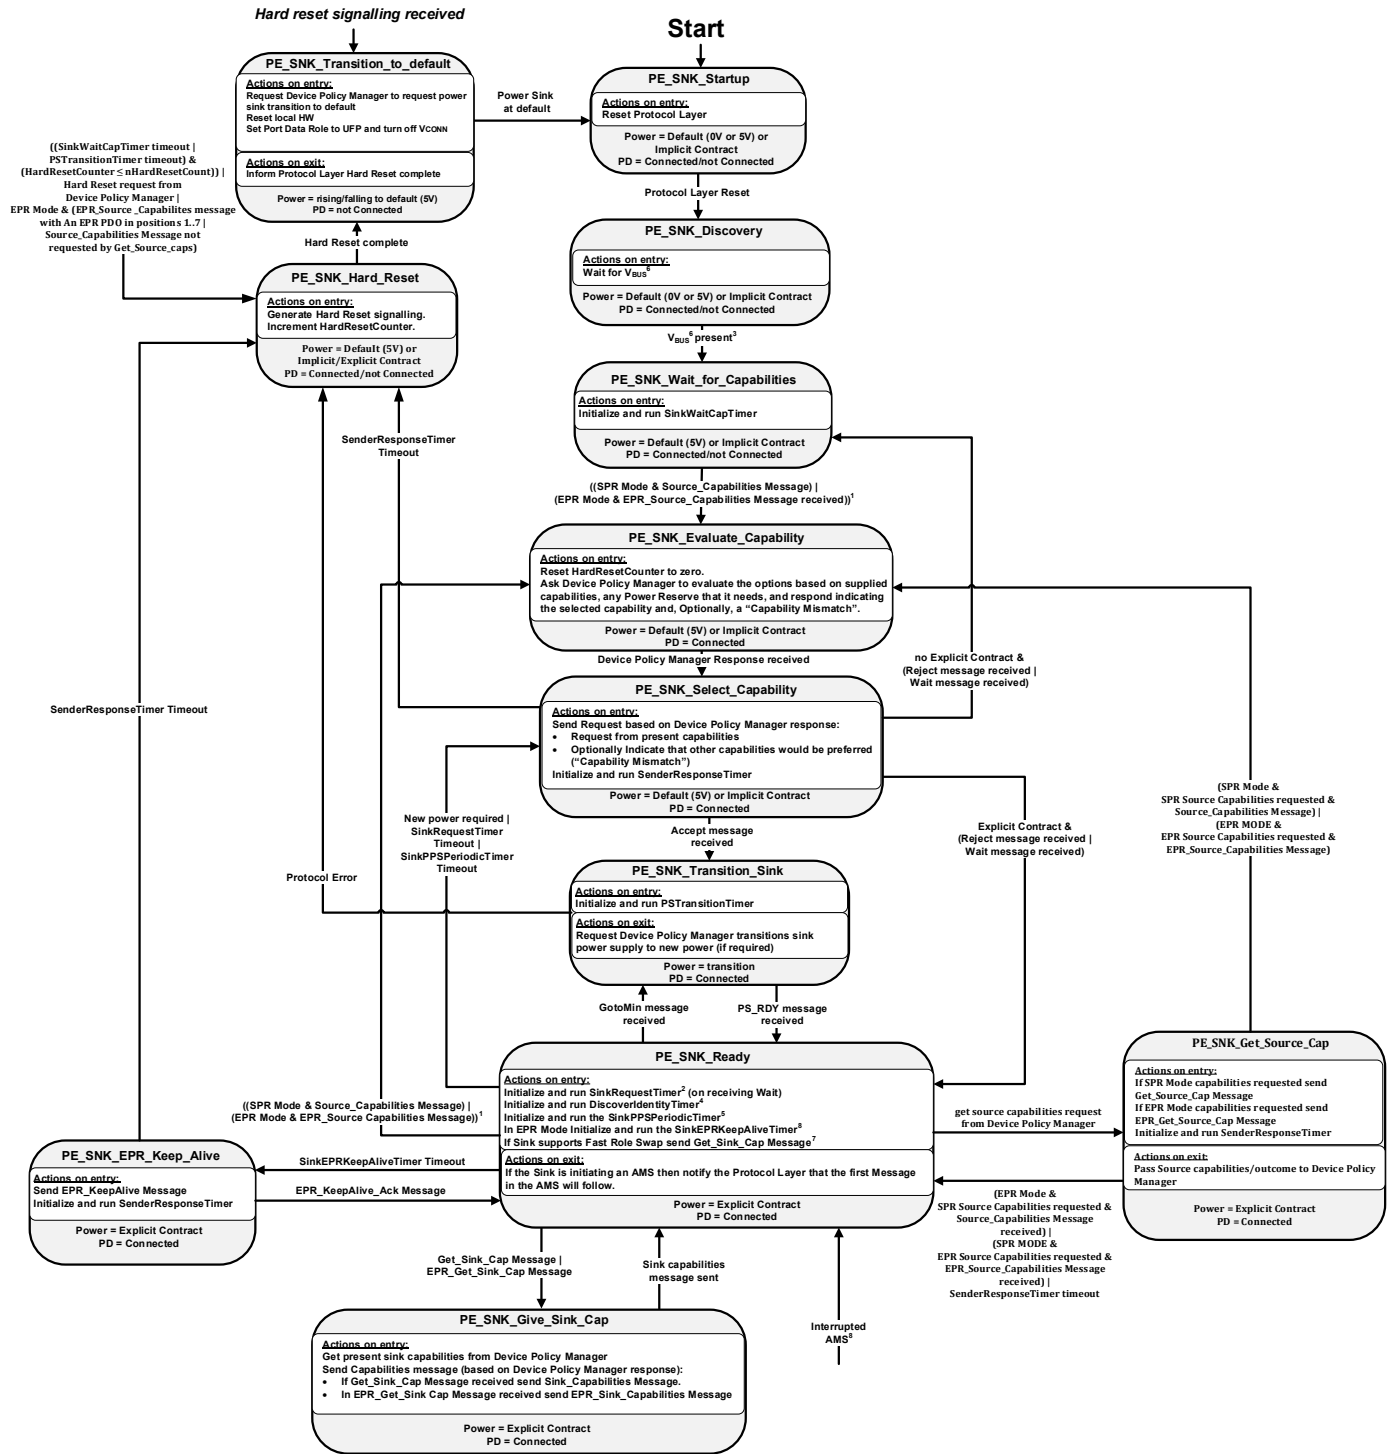 Hard reset signalling received
Start
PE_SNK_Transition_to_default
Actions on entry:
Request Device Policy Manager to request power
sink transition to default
Reset local HW
Set Port Data Role to UFP and turn off VCONN
Actions on exit:
Inform Protocol Layer Hard Reset complete
Power = rising/falling to default (5V)
PD = not Connected
Power Sink
at default
PE_SNK_Startup
Actions on entry:
Reset Protocol Layer
Power = Default (0V or 5V) or
Implicit Contract
PD = Connected/not Connected
((SinkWaitCapTimer timeout |
PSTransitionTimer timeout) &
(HardResetCounter ≤ nHardResetCount)) |
Hard Reset request from
Device Policy Manager |
EPR Mode & (EPR_Source _Capabilites message
with An EPR PDO in positions 1..7 |
Source_Capabilities Message not
requested by Get_Source_caps)
Hard Reset complete
Protocol Layer Reset
PE_SNK_Discovery
Actions on entry:
Wait for VBUS6
Power = Default (0V or 5V) or Implicit Contract
PD = Connected/not Connected
PE_SNK_Hard_Reset
Actions on entry:
Generate Hard Reset signalling.
Increment HardResetCounter.
Power = Default (5V) or
Implicit/Explicit Contract
PD = Connected/not Connected
VBUS6 present3
PE_SNK_Wait_for_Capabilities
Actions on entry:
Initialize and run SinkWaitCapTimer
Power = Default (5V) or Implicit Contract
PD = Connected/not Connected
SenderResponseTimer
Timeout
((SPR Mode & Source_Capabilities Message) |
(EPR Mode & EPR_Source_Capabilities Message received))1
PE_SNK_Evaluate_Capability
Actions on entry:
Reset HardResetCounter to zero.
Ask Device Policy Manager to evaluate the options based on supplied
capabilities, any Power Reserve that it needs, and respond indicating
the selected capability and, Optionally, a “Capability Mismatch”.
Power = Default (5V) or Implicit Contract
PD = Connected
Device Policy Manager Response received
no Explicit Contract &
(Reject message received |
Wait message received)
SenderResponseTimer Timeout
PE_SNK_Select_Capability
Actions on entry:
Send Request based on Device Policy Manager response:
• Request from present capabilities
• Optionally Indicate that other capabilities would be preferred
(“Capability Mismatch”)
Initialize and run SenderResponseTimer
Power = Default (5V) or Implicit Contract
PD = Connected
(SPR Mode &
SPR Source Capabilities requested &
Source_Capabilities Message) |
(EPR MODE &
EPR Source Capabilities requested &
EPR_Source_Capabilities Message)
New power required |
SinkRequestTimer
Timeout |
SinkPPSPeriodicTimer
Timeout
Accept message
received
Explicit Contract &
(Reject message received |
Wait message received)
Protocol Error
PE_SNK_Transition_Sink
Actions on entry:
Initialize and run PSTransitionTimer
Actions on exit:
Request Device Policy Manager transitions sink
power supply to new power (if required)
Power = transition
PD = Connected
GotoMin message
received
PS_RDY message
received
PE_SNK_Ready
Actions on entry:
Initialize and run SinkRequestTimer2 (on receiving Wait)
Initialize and run DiscoverIdentityTimer4
Initialize and run the SinkPPSPeriodicTimer5
In EPR Mode Initialize and run the SinkEPRKeepAliveTimer8
If Sink supports Fast Role Swap send Get_Sink_Cap Message7
Actions on exit:
If the Sink is initiating an AMS then notify the Protocol Layer that the first Message
in the AMS will follow.
Power = Explicit Contract
PD = Connected
((SPR Mode & Source_Capabilities Message) |
(EPR Mode & EPR_Source Capabilities Message))1
get source capabilities request
from Device Policy Manager
PE_SNK_Get_Source_Cap
Actions on entry:
If SPR Mode capabilities requested send
Get_Source_Cap Message
If EPR Mode capabilities requested send
EPR_Get_Source_Cap Message
Initialize and run SenderResponseTimer
Actions on exit:
Pass Source capabilities/outcome to Device Policy
Manager
Power = Explicit Contract
PD = Connected
PE_SNK_EPR_Keep_Alive
Actions on entry:
Send EPR_KeepAlive Message
Initialize and run SenderResponseTimer
Power = Explicit Contract
PD = Connected
SinkEPRKeepAliveTimer Timeout
EPR_KeepAlive_Ack Message
(EPR Mode &
SPR Source Capabilities requested &
Source_Capabilities Message
received) |
(SPR MODE &
EPR Source Capabilities requested &
EPR_Source_Capabilities Message
received) |
SenderResponseTimer timeout
Get_Sink_Cap Message |
EPR_Get_Sink_Cap Message
Sink capabilities
message sent
Interrupted
AMS8
PE_SNK_Give_Sink_Cap
Actions on entry:
Get present sink capabilities from Device Policy Manager
Send Capabilities message (based on Device Policy Manager response):
• If Get_Sink_Cap Message received send Sink_Capabilities Message.
• In EPR_Get_Sink Cap Message received send EPR_Sink_Capabilities Message
Power = Explicit Contract
PD = Connected